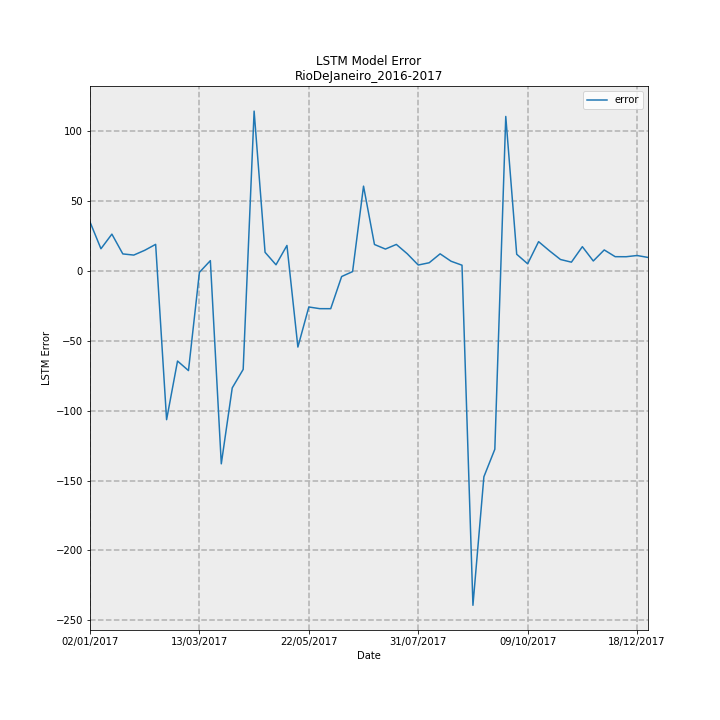 LSTM Model Error
RioDeJaneiro_2016-2017
error
100
50
0
−50
−100
−150
−200
−250
LSTM Error
02/01/2017 13/03/2017 22/05/2017 31/07/2017 09/10/2017 18/12/2017
Date